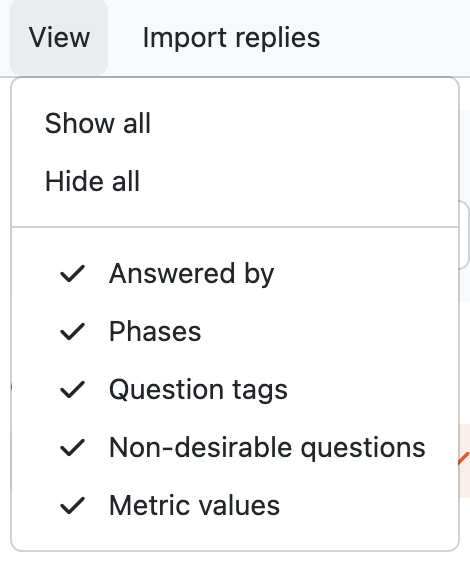 View Import replies
Show all
Hide all
Answered by
Phases
Question tags
Non-desirable questions
Metric values